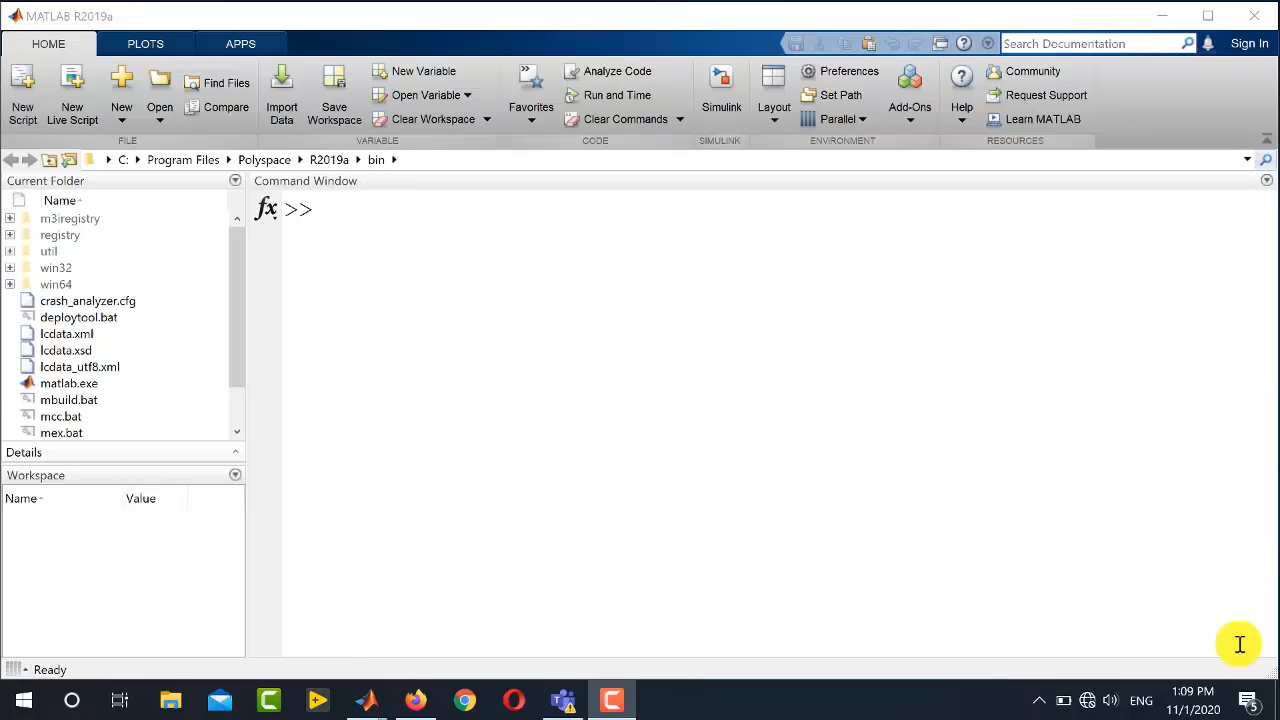 MATLAB R2019a
HOME PLOTS APPS
Search Documentation
Sign In
New Script
New Live Script
New
Open
Find Files
Compare
FILE
Import Data
Save Workspace
New Variable
Open Variable
Clear Workspace
VARIABLE
Favorites
Analyze Code
Run and Time
Clear Commands
CODE
Simulink
SIMULINK
Layout
Preferences
Set Path
Parallel
Add-Ons
ENVIRONMENT
Help
Community
Request Support
Learn MATLAB
RESOURCES
C: Program Files Polyspace R2019a bin
Current Folder
Name
m3iregistry
registry
util
win32
win64
crash_analyzer.cfg
deploytool.bat
lcdata.xml
lcdata.xsd
lcdata_utf8.xml
matlab.exe
mbuild.bat
mcc.bat
mex.bat
Details
Workspace
Name Value
Command Window
fx >>
Ready
ENG
1:09 PM
11/1/2020
5